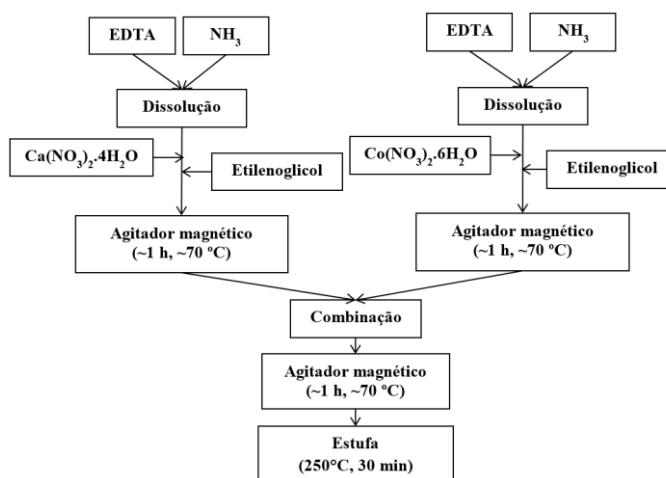 EDTA
NH3
EDTA
NH3
Dissolução
Dissolução
Ca(NO3)2.4H2O
Etilenoglicol
Co(NO3)2.6H2O
Etilenoglicol
Agitador magnético
(~1 h, ~70 ºC)
Agitador magnético
(~1 h, ~70 ºC)
Combinação
Agitador magnético
(~1 h, ~70 ºC)
Estufa
(250°C, 30 min)